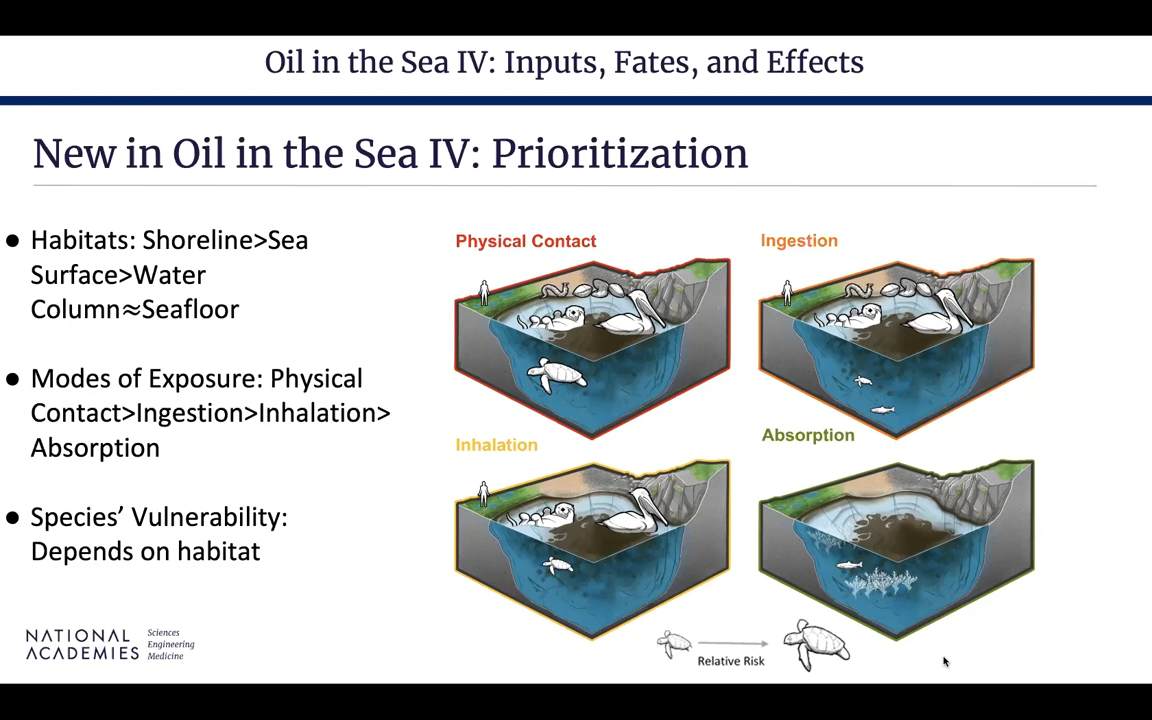 Oil in the Sea IV: Inputs, Fates, and Effects
New in Oil in the Sea IV: Prioritization
● Habitats: Shoreline>Sea
Surface>Water
Column≈Seafloor
● Modes of Exposure: Physical
Contact>Ingestion>Inhalation>
Absorption
● Species’ Vulnerability:
Depends on habitat
Physical Contact
Ingestion
Inhalation
Absorption
Relative Risk
NATIONAL
ACADEMIES
Sciences
Engineering
Medicine